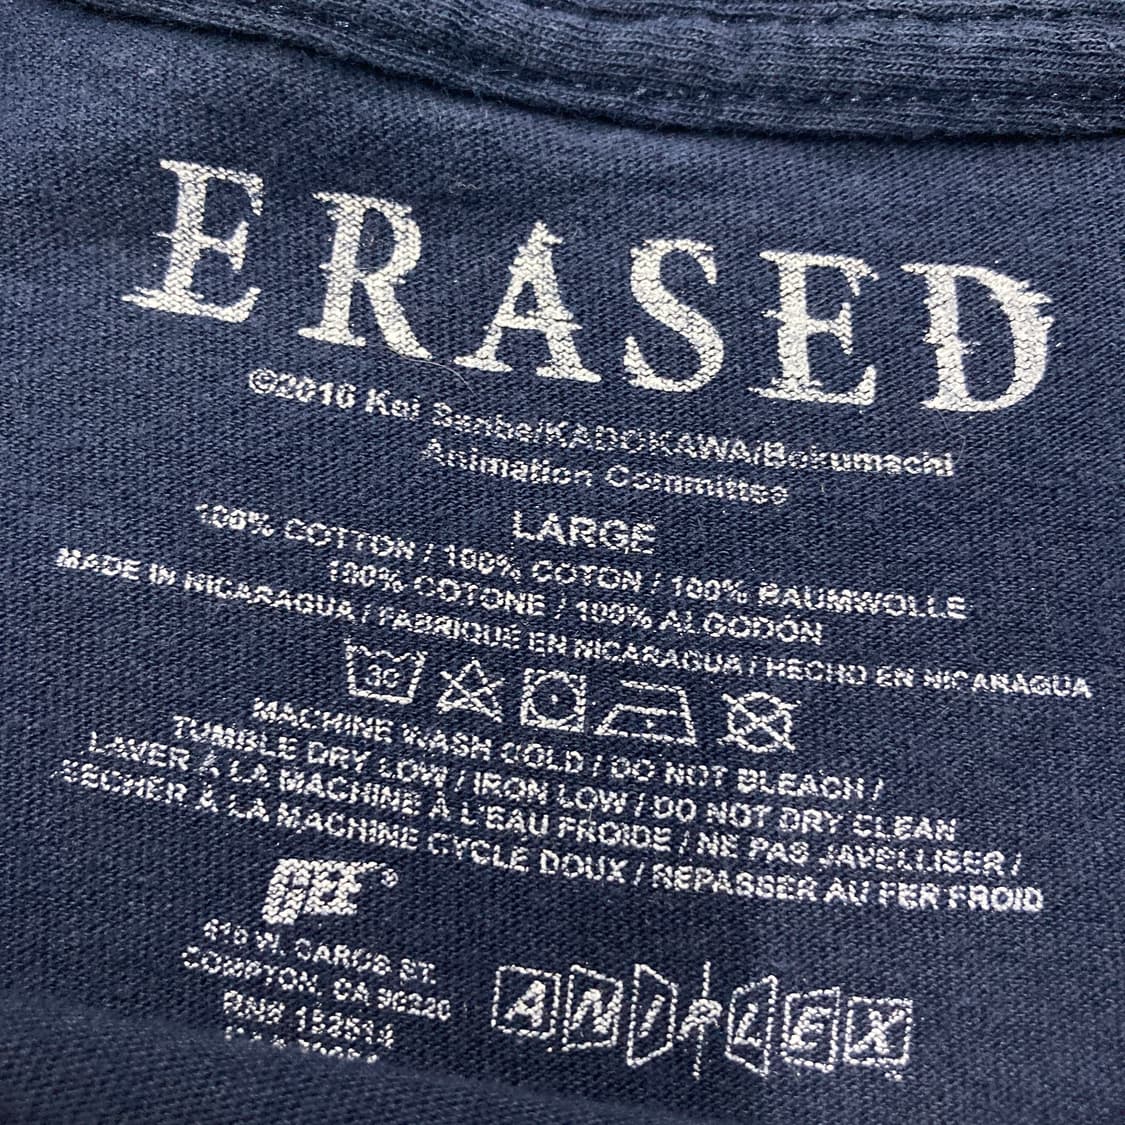 ERASED
©2016 Kei Sanbe/KADOKAWA/Bokumachi
Animation Committee
LARGE
100% COTTON / 100% COTON / 100% BAUMWOLLE
100% COTONE / 100% ALGODÓN
MADE IN NICARAGUA / FABRIQUE EN NICARAGUA / HECHO EN NICARAGUA
30
MACHINE WASH COLD / DO NOT BLEACH /
TUMBLE DRY LOW / IRON LOW / DO NOT DRY CLEAN
LAVER À LA MACHINE À L'EAU FROIDE / NE PAS JAVELLISER /
SÉCHER À LA MACHINE CYCLE DOUX / REPASSER AU FER FROID
W. ST.
COMPTON, CA 90220
ANIPLEX